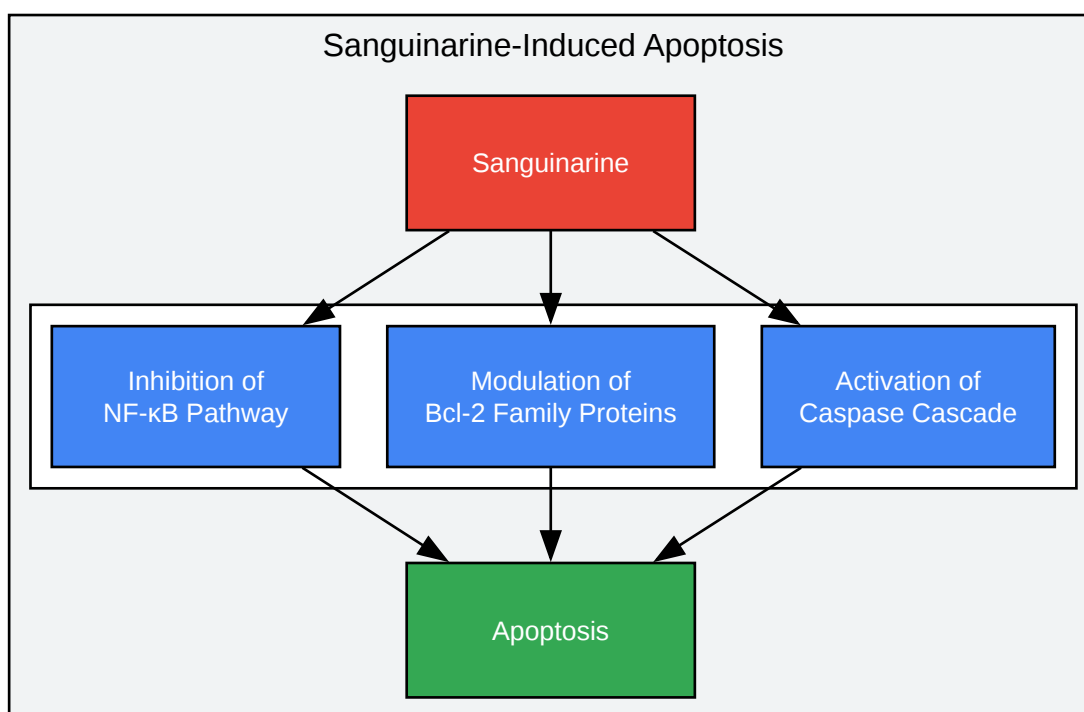 Sanguinarine-Induced Apoptosis
Sanguinarine
Inhibition of
NF-κB Pathway
Modulation of
Bcl-2 Family Proteins
Activation of
Caspase Cascade
Apoptosis